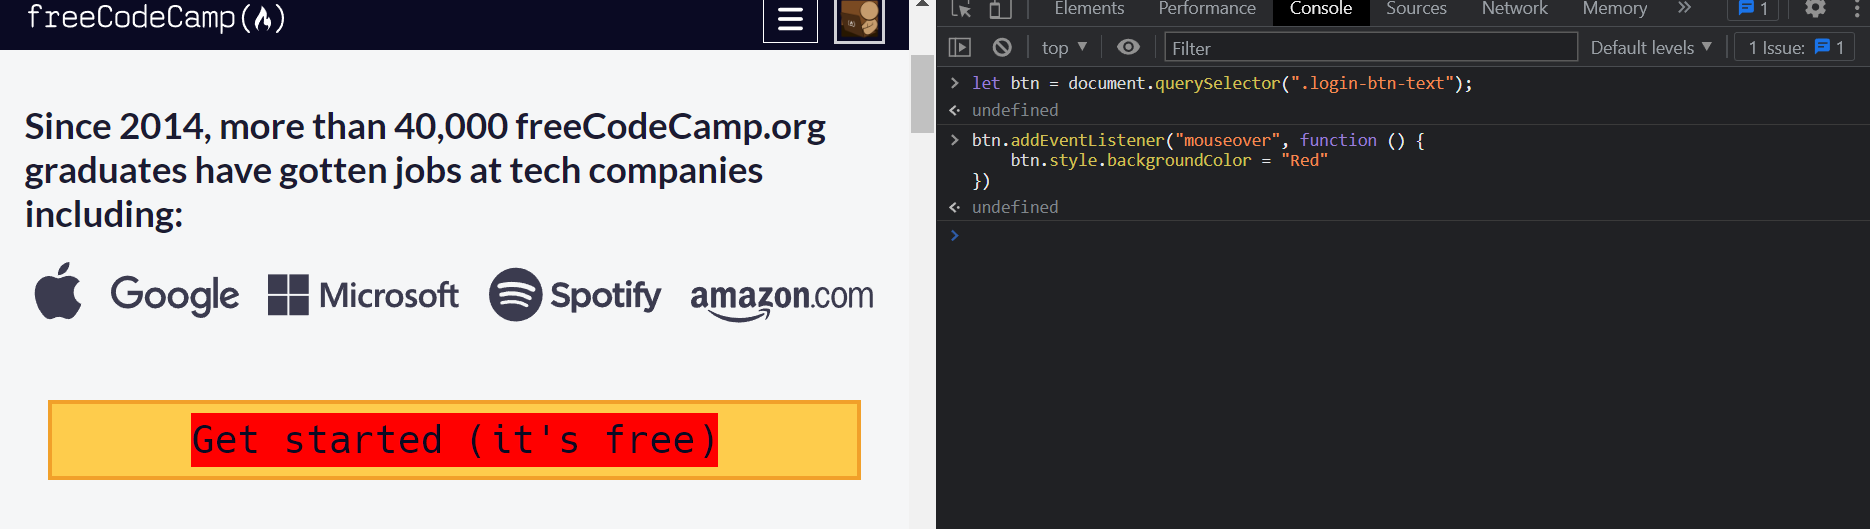 freeCodeCamp(🔥)
Since 2014, more than 40,000 freeCodeCamp.org
graduates have gotten jobs at tech companies
including:
Google Microsoft Spotify amazon.com
Get started (it's free)
Elements Performance Console Sources Network Memory » 1
top ▼ Filter Default levels ▼ 1 Issue: 1
> let btn = document.querySelector(".login-btn-text");
<· undefined
> btn.addEventListener("mouseover", function () {
btn.style.backgroundColor = "Red"
})
<· undefined
>